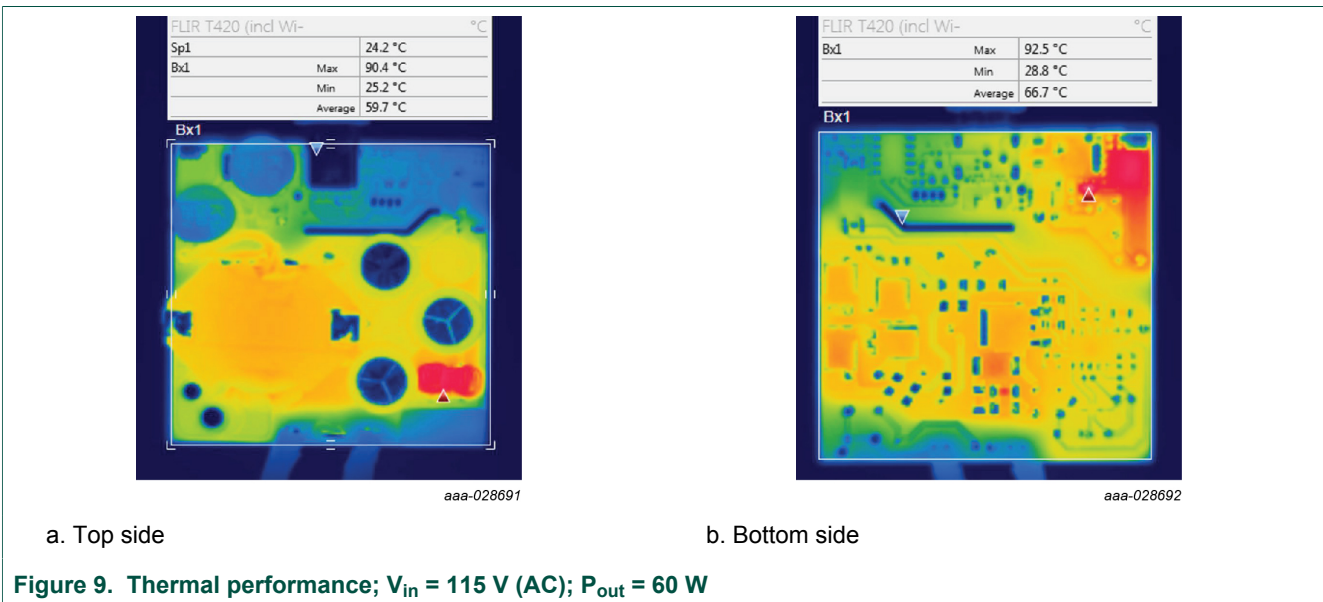 FLIR T420 (incl Wi- °C
Sp1 24.2 °C
Bx1 Max 90.4 °C
Min 25.2 °C
Average 59.7 °C
Bx1
aaa-028691
a. Top side
FLIR T420 (incl Wi- °C
Bx1 Max 92.5 °C
Min 28.8 °C
Average 66.7 °C
Bx1
aaa-028692
b. Bottom side
Figure 9. Thermal performance; Vin = 115 V (AC); Pout = 60 W